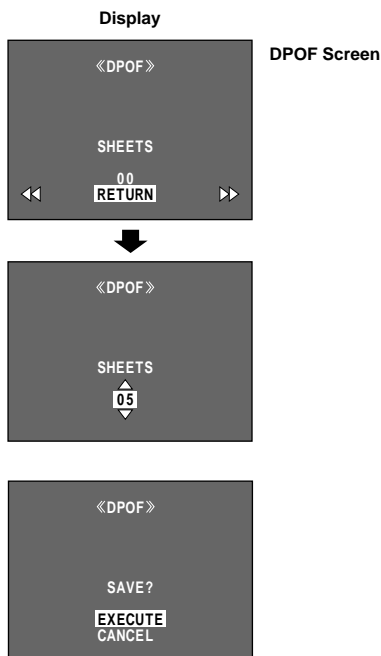 Display
DPOF Screen
《DPOF》
SHEETS
00
RETURN
《DPOF》
SHEETS
05
《DPOF》
SAVE?
EXECUTE
CANCEL